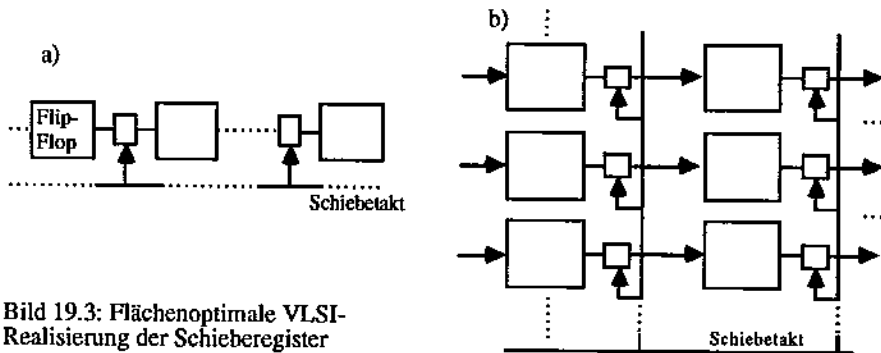 a)
Flip-
Flop
Schiebetakt
b)
Schiebetakt
Bild 19.3: Flächenoptimale VLSI-
Realisierung der Schieberegister